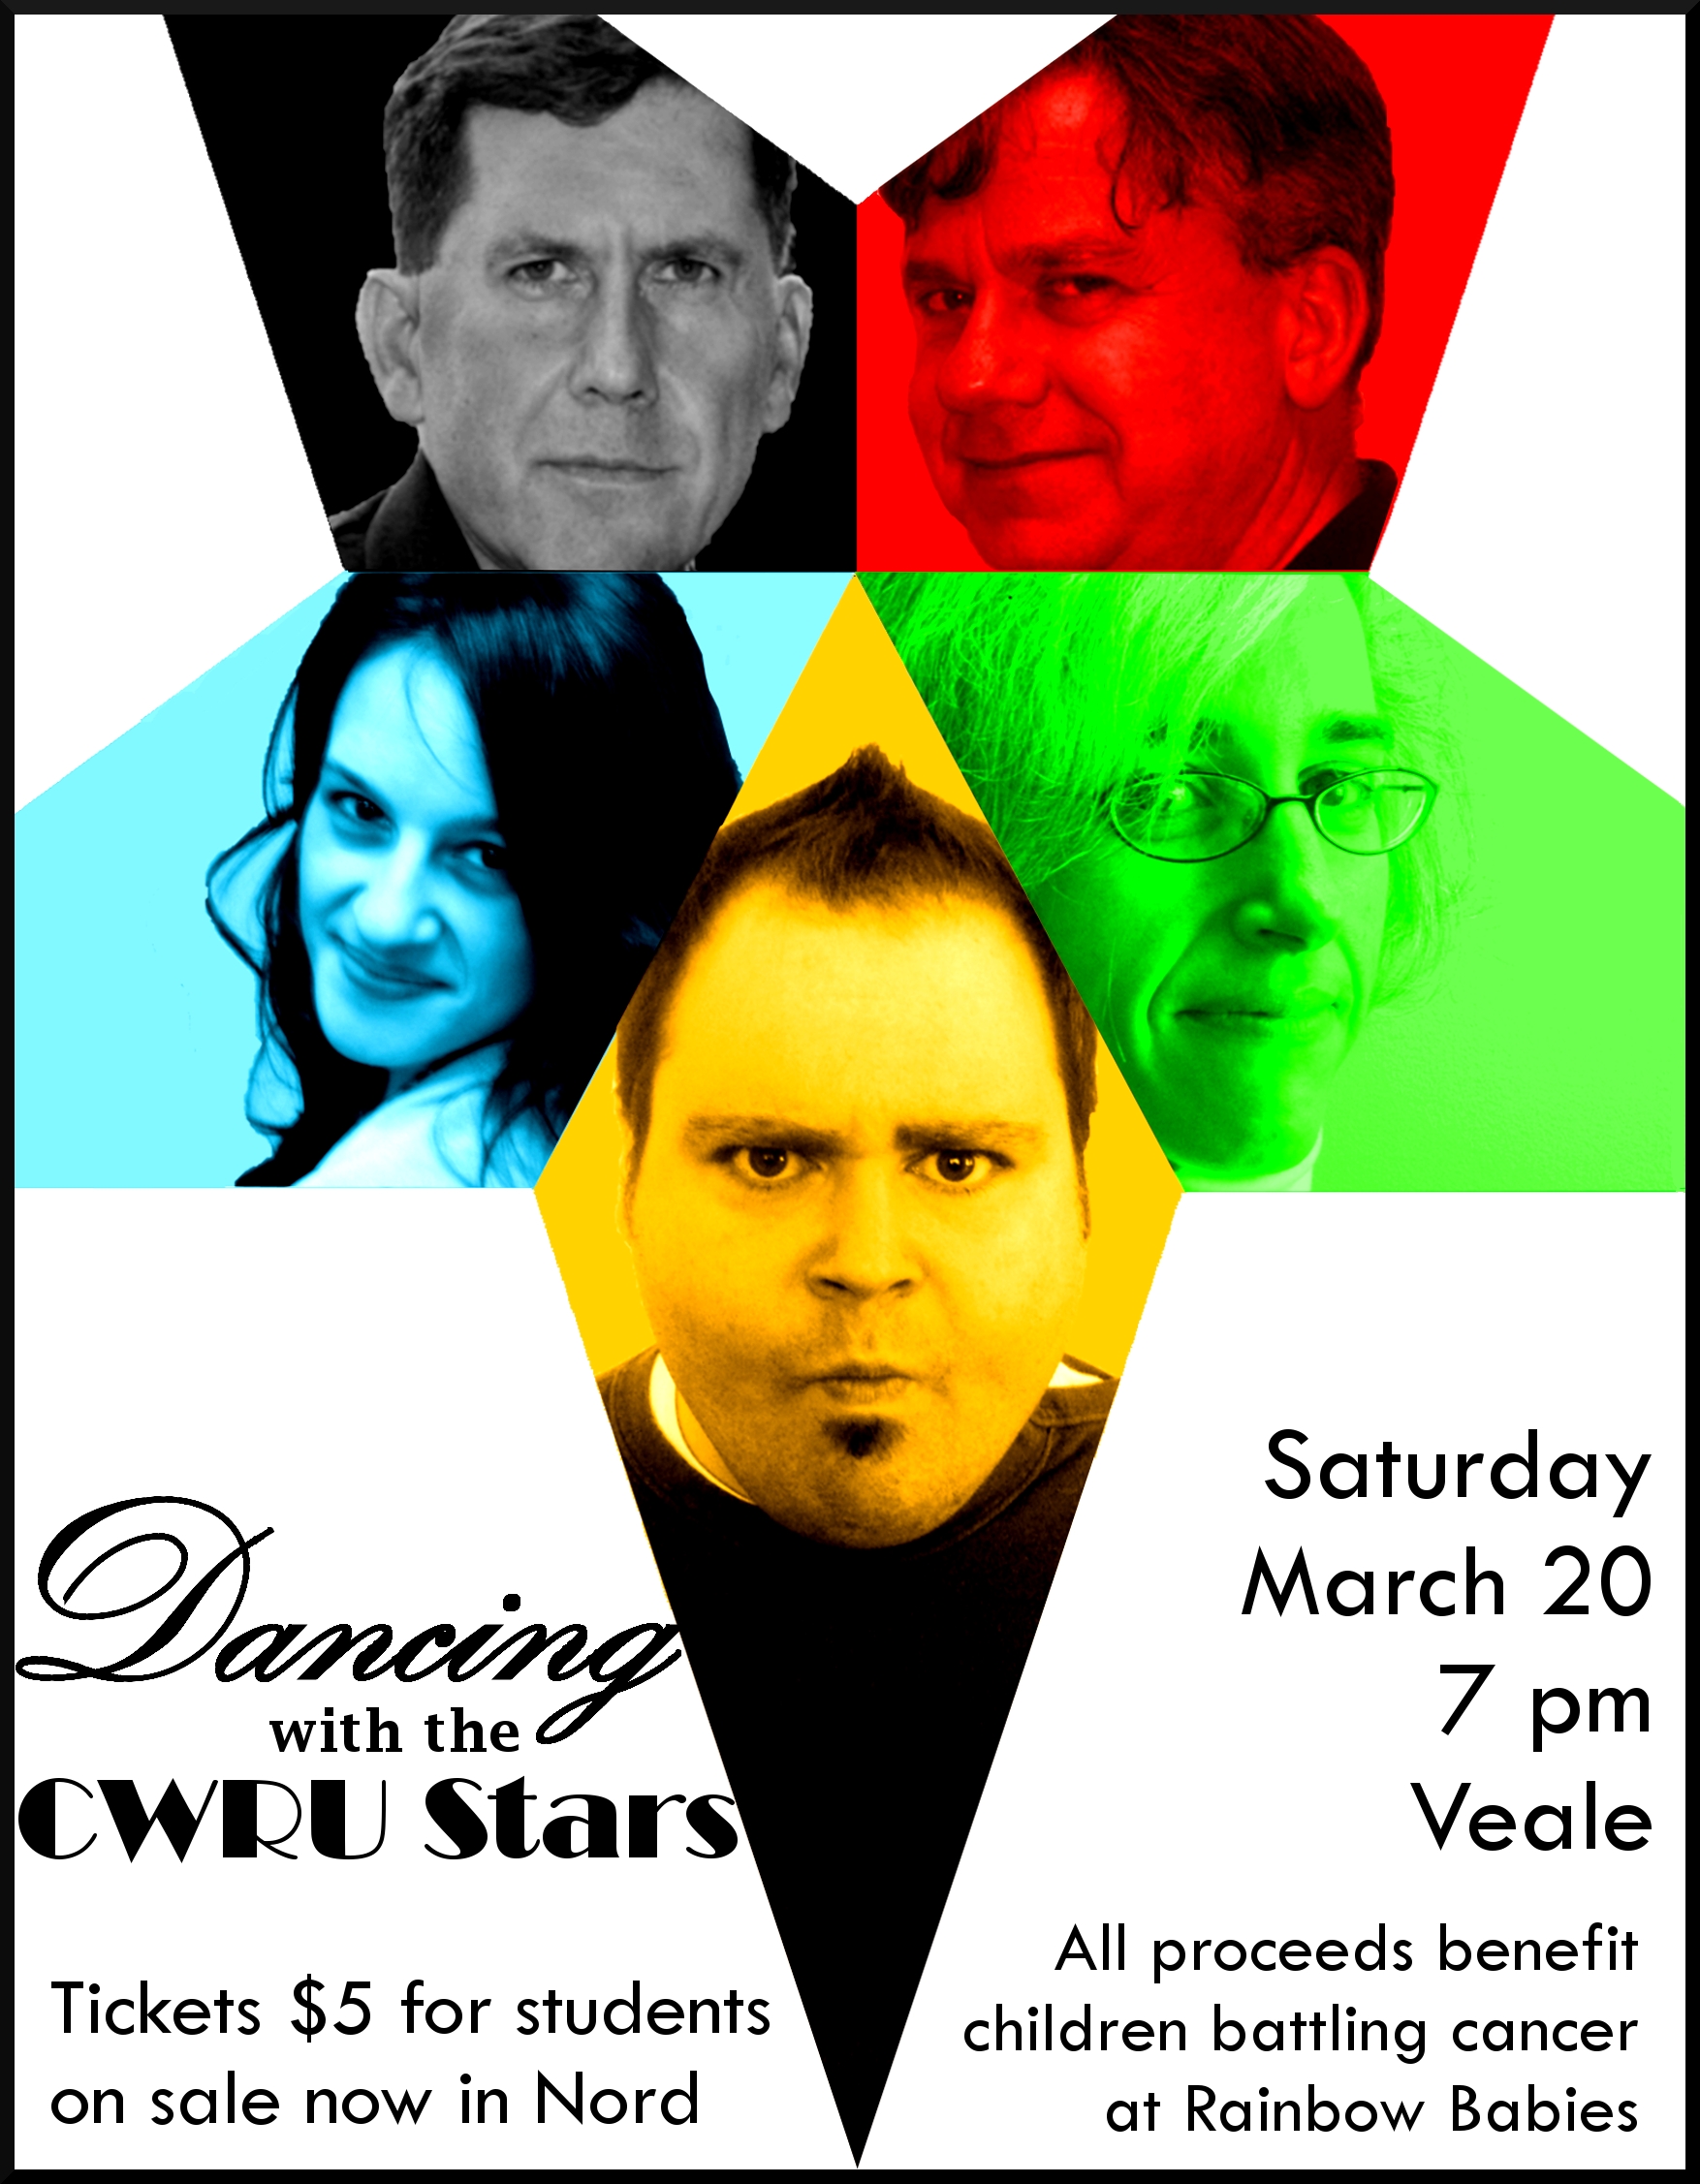 Dancing
with the
CWRU Stars
Tickets $5 for students
on sale now in Nord
Saturday
March 20
7 pm
Veale
All proceeds benefit
children battling cancer
at Rainbow Babies